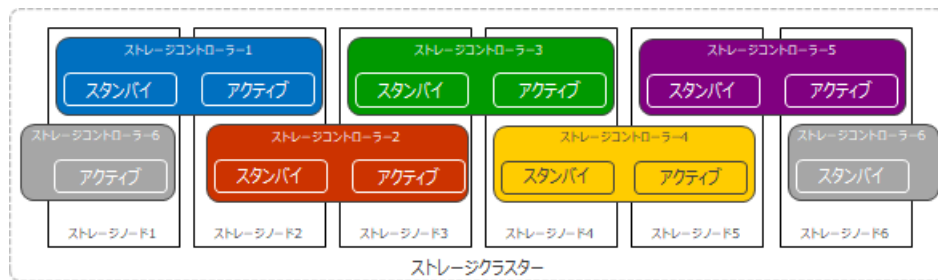 ストレージコントローラー1
ストレージコントローラー3
ストレージコントローラー5
スタンバイ
アクティブ
スタンバイ
アクティブ
スタンバイ
アクティブ
ストレージコントローラー6
ストレージコントローラー2
ストレージコントローラー4
ストレージコントローラー6
アクティブ
スタンバイ
アクティブ
スタンバイ
アクティブ
スタンバイ
ストレージノード1
ストレージノード2
ストレージノード3
ストレージノード4
ストレージノード5
ストレージノード6
ストレージクラスター